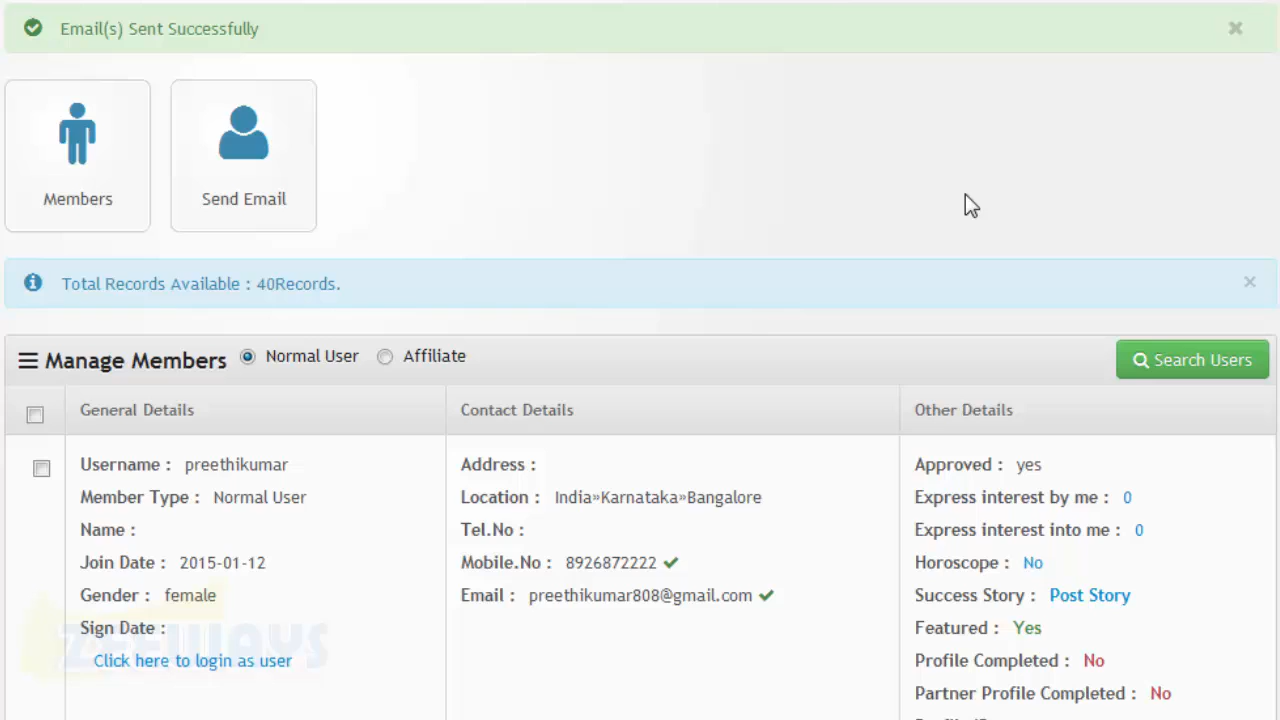 Email(s) Sent Successfully
Members
Send Email
Total Records Available : 40Records.
Manage Members Normal User Affiliate Search Users
General Details Contact Details Other Details
Username : preethikumar Address : Approved : yes
Member Type : Normal User Location : India»Karnataka»Bangalore Express interest by me : 0
Name : Tel.No : Express interest into me : 0
Join Date : 2015-01-12 Mobile.No : 8926872222 Horoscope : No
Gender : female Email : preethikumar808@gmail.com Success Story : Post Story
Sign Date : Featured : Yes
ZEEWAYS
Click here to login as user Profile Completed : No
Partner Profile Completed : No